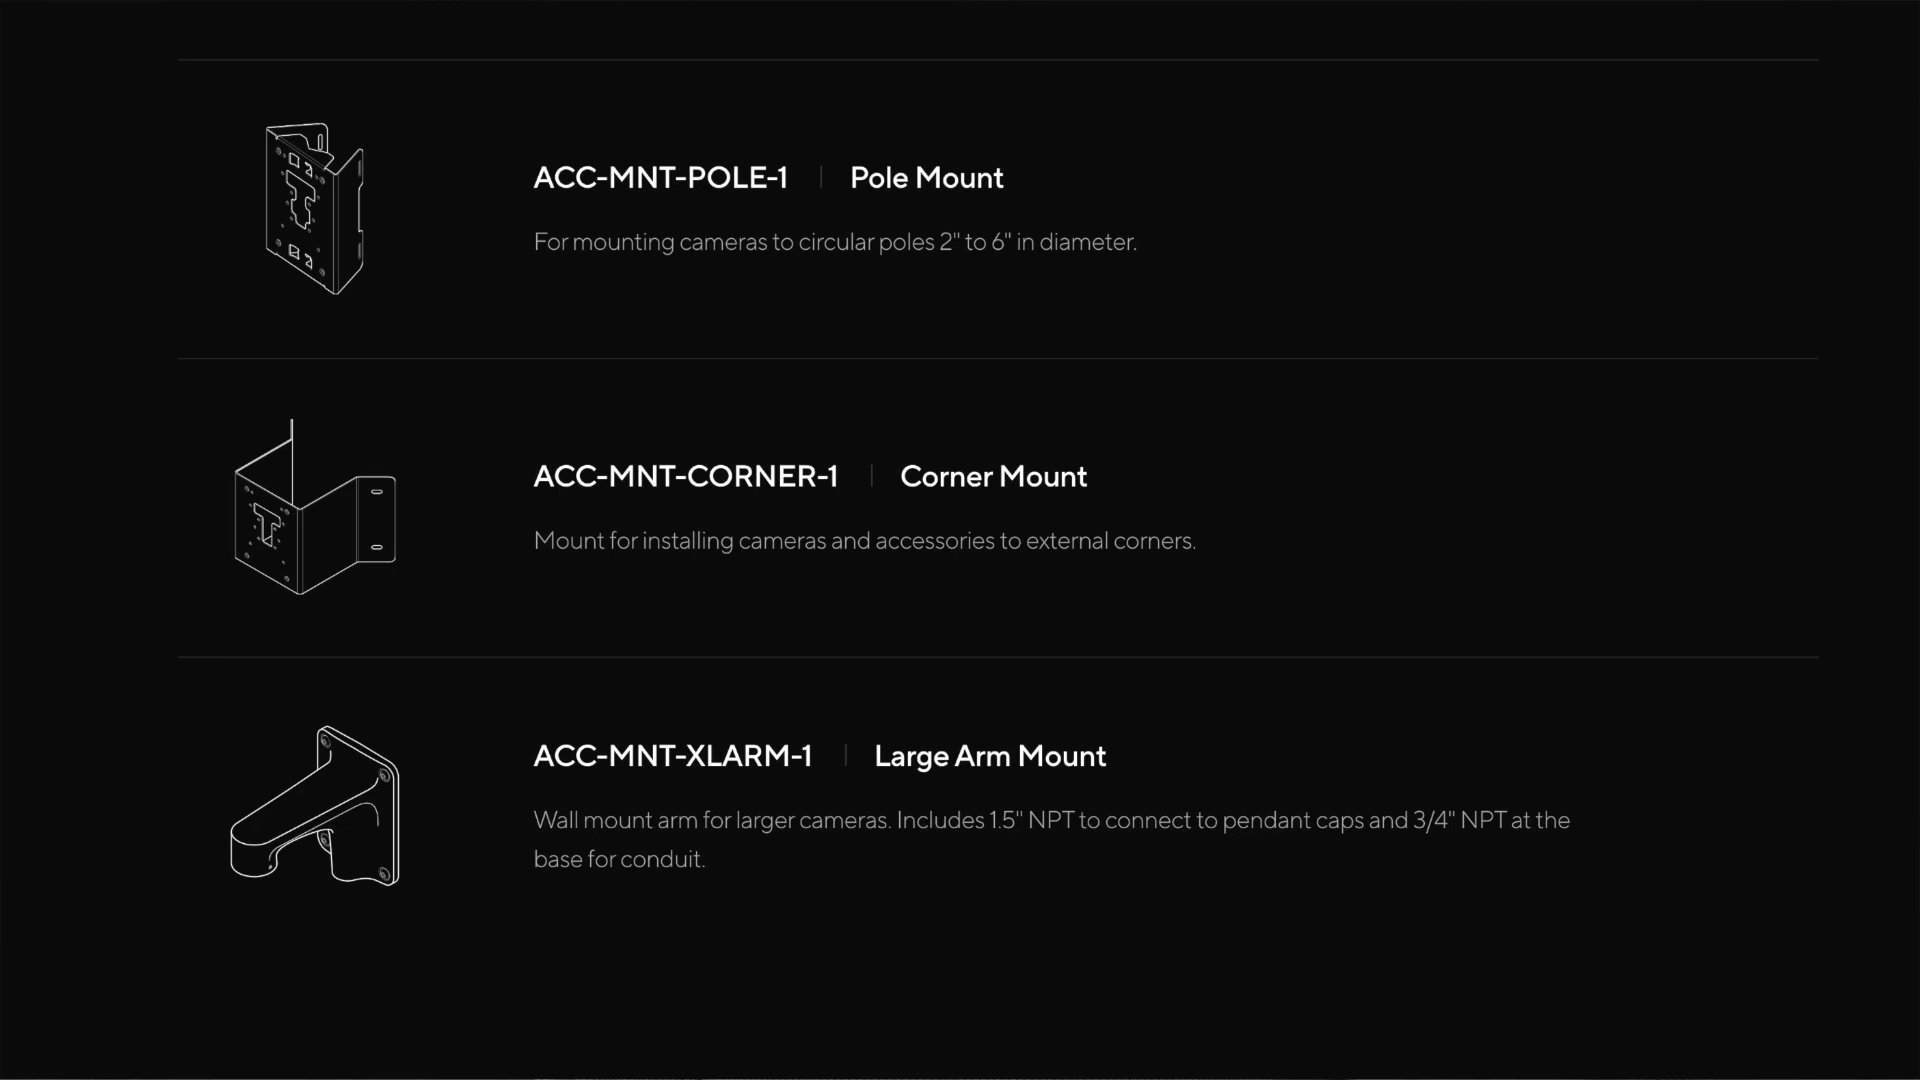 ACC-MNT-POLE-1 | Pole Mount
For mounting cameras to circular poles 2" to 6" in diameter.
ACC-MNT-CORNER-1 | Corner Mount
Mount for installing cameras and accessories to external corners.
ACC-MNT-XLARM-1 | Large Arm Mount
Wall mount arm for larger cameras. Includes 1.5" NPT to connect to pendant caps and 3/4" NPT at the
base for conduit.